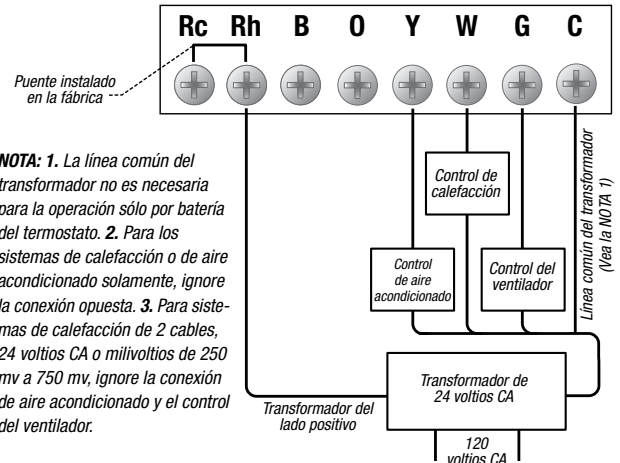 Rc Rh B O Y W G C
Puente instalado
en la fábrica
NOTA: 1. La línea común del
transformador no es necesaria
para la operación sólo por batería
del termostato. 2. Para los
sistemas de calefacción o de aire
acondicionado solamente, ignore
la conexión opuesta. 3. Para siste-
mas de calefacción de 2 cables,
24 voltios CA o milivoltios de 250
mv a 750 mv, ignore la conexión
de aire acondicionado y el control
del ventilador.
Control de
calefacción
Control
de aire
acondicionado
Control del
ventilador
Línea común del transformador
(Vea la NOTA 1)
Transformador del
lado positivo
Transformador de
24 voltios CA
120
voltios CA